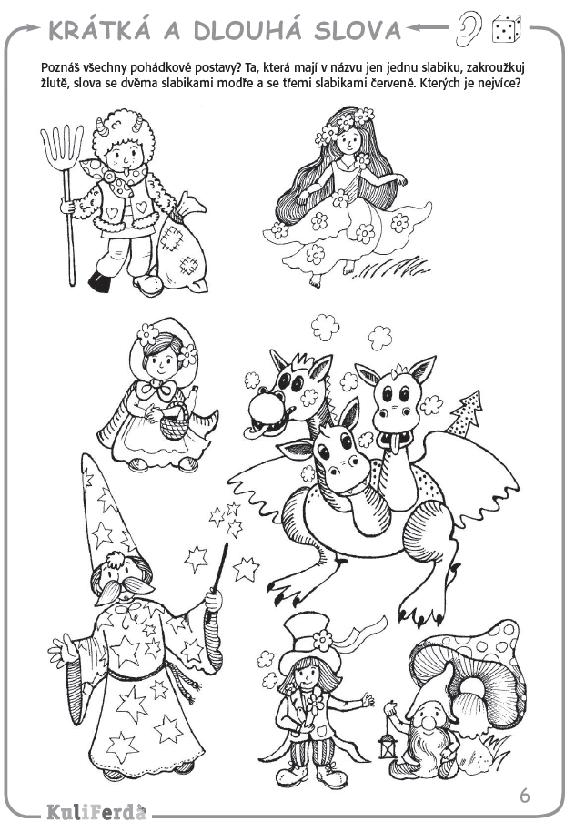 KRÁTKÁ A DLOUHÁ SLOVA
Poznáš všechny pohádkové postavy? Ta, která mají v názvu jen jednu slabiku, zakroužkuj
žlutě, slova se dvěma slabikami modře a se třemi slabikami červeně. Kterých je nejvíce?
6
KuliFerda